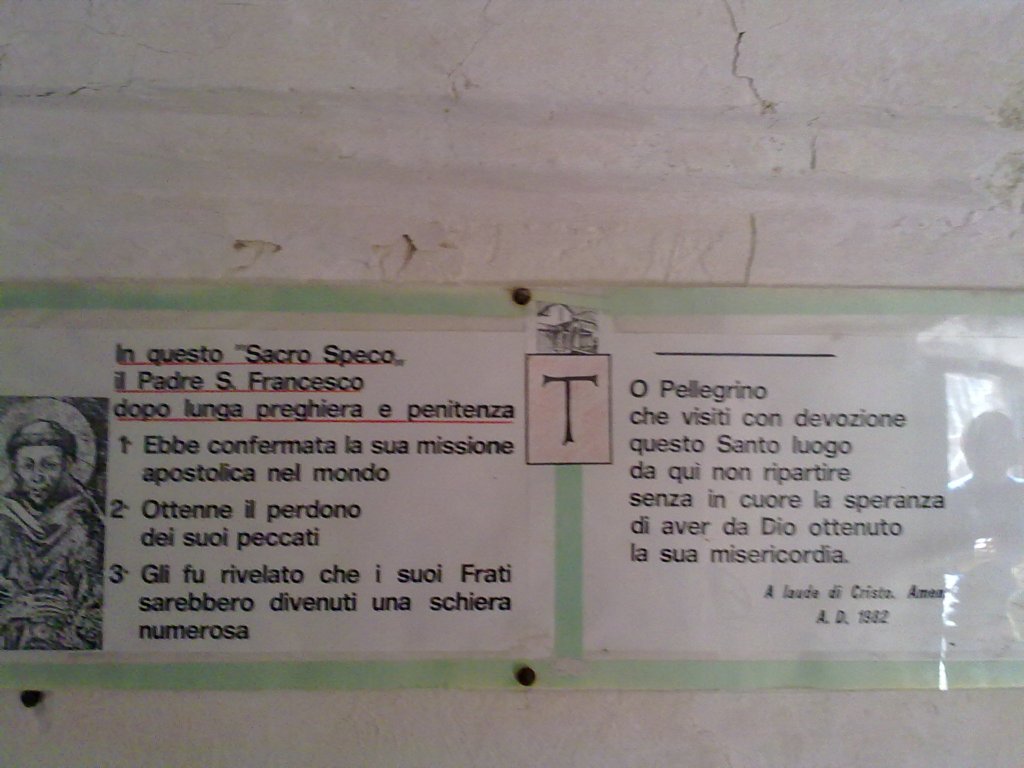 In questo "Sacro Speco„
il Padre S. Francesco
dopo lunga preghiera e penitenza
1- Ebbe confermata la sua missione
apostolica nel mondo
2- Ottenne il perdono
dei suoi peccati
3- Gli fu rivelato che i suoi Frati
sarebbero divenuti una schiera
numerosa
T
O Pellegrino
che visiti con devozione
questo Santo luogo
da qui non ripartire
senza in cuore la speranza
di aver da Dio ottenuto
la sua misericordia.
A laude di Cristo. Amen
A. D. 1982